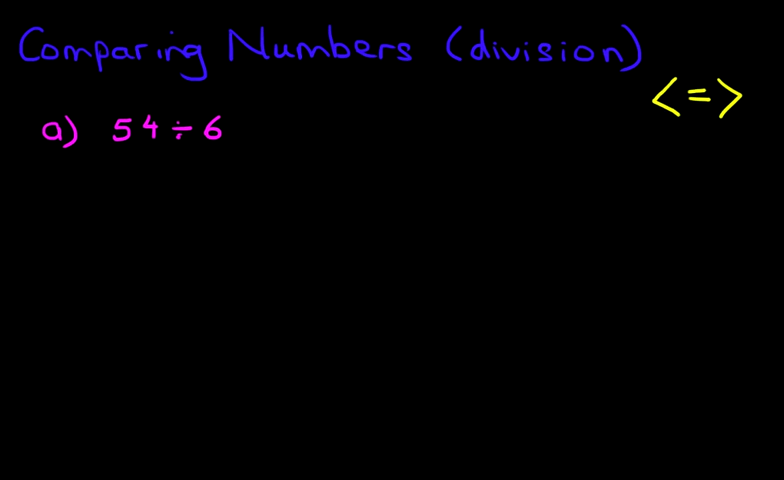 Comparing Numbers (division)
< = >
a) 54 ÷ 6